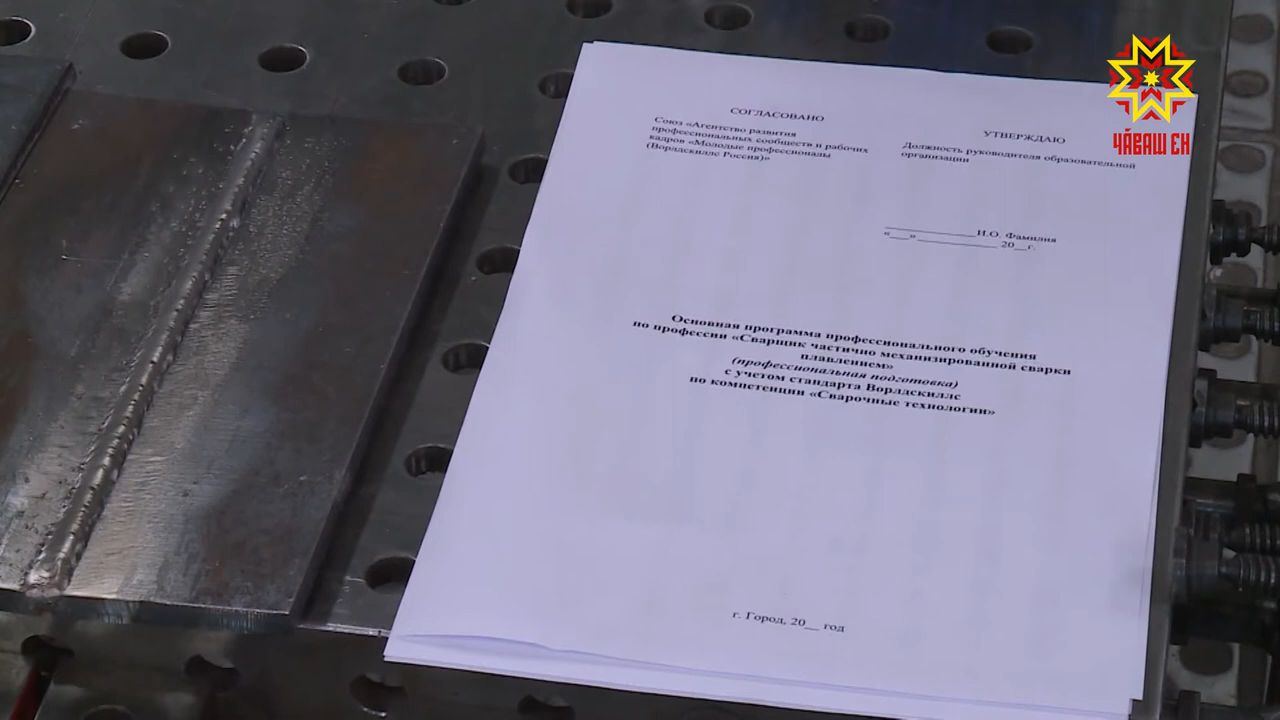 СОГЛАСОВАНО
Союз «Агентство развития
профессиональных сообществ и рабочих
кадров «Молодые профессионалы
(Ворлдскиллс Россия)»
УТВЕРЖДАЮ
Должность руководителя образовательной
организации
______________И.О. Фамилия
«___» ____________ 20__г.
Основная программа профессионального обучения
по профессии «Сварщик частично механизированной сварки
плавлением»
(профессиональная подготовка)
с учетом стандарта Ворлдскиллс
по компетенции «Сварочные технологии»
г. Город, 20__ год
ЧӐВАШ ЕН